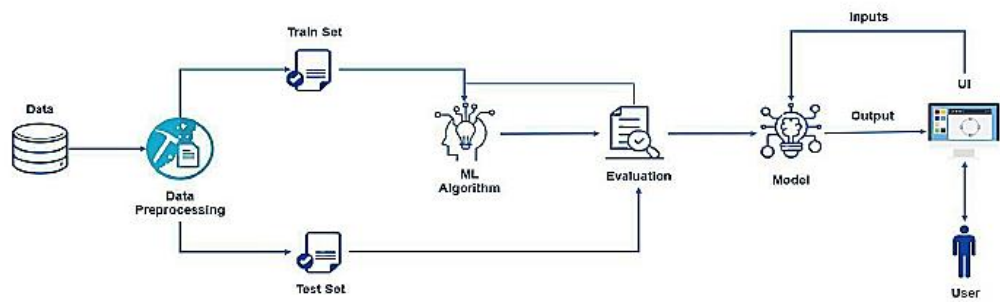 Inputs
Train Set
UI
Data
Output
ML
Algorithm
Evaluation
Model
Data
Preprocessing
Test Set
User